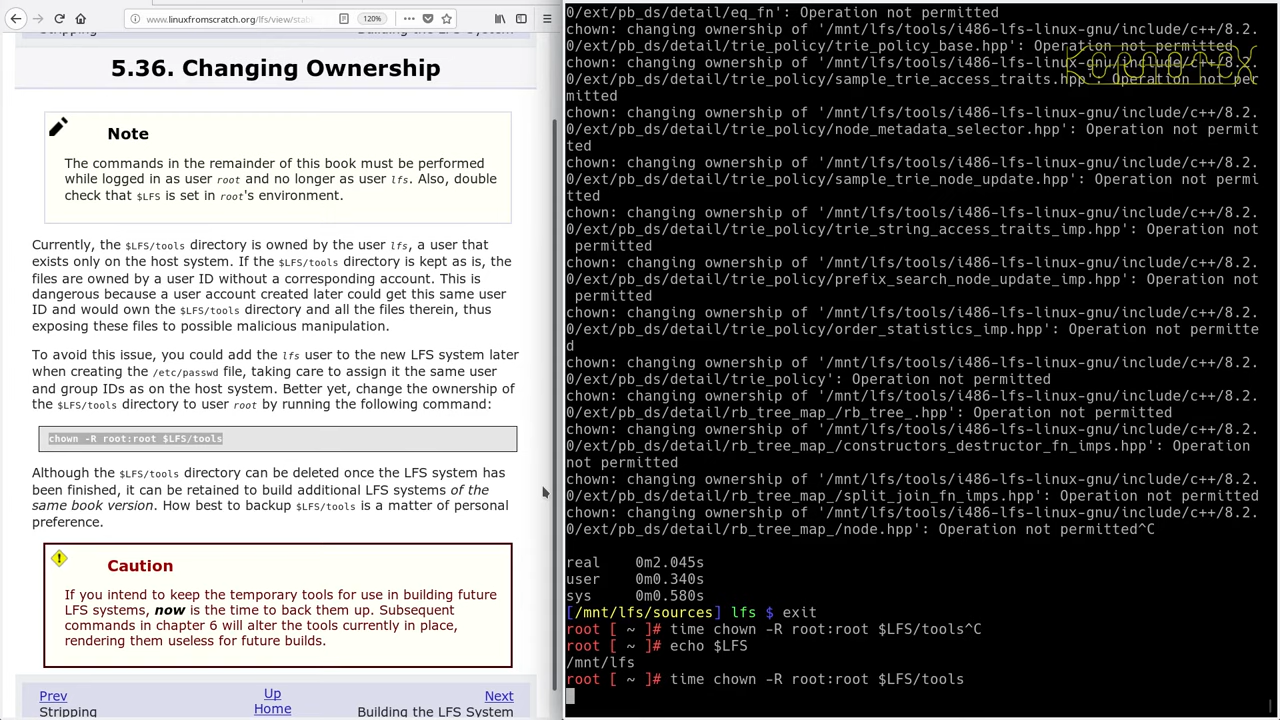 www.linuxfromscratch.org/lfs/view/stab
120%
Stripping
Building the LFS System
5.36. Changing Ownership
Note
The commands in the remainder of this book must be performed
while logged in as user root and no longer as user lfs. Also, double
check that $LFS is set in root's environment.
Currently, the $LFS/tools directory is owned by the user lfs, a user that
exists only on the host system. If the $LFS/tools directory is kept as is, the
files are owned by a user ID without a corresponding account. This is
dangerous because a user account created later could get this same user
ID and would own the $LFS/tools directory and all the files therein, thus
exposing these files to possible malicious manipulation.
To avoid this issue, you could add the lfs user to the new LFS system later
when creating the /etc/passwd file, taking care to assign it the same user
and group IDs as on the host system. Better yet, change the ownership of
the $LFS/tools directory to user root by running the following command:
chown -R root:root $LFS/tools
Although the $LFS/tools directory can be deleted once the LFS system has
been finished, it can be retained to build additional LFS systems of the
same book version. How best to backup $LFS/tools is a matter of personal
preference.
Caution
If you intend to keep the temporary tools for use in building future
LFS systems, now is the time to back them up. Subsequent
commands in chapter 6 will alter the tools currently in place,
rendering them useless for future builds.
Prev
Up
Next
Stripping
Home
Building the LFS System
0/ext/pb_ds/detail/eq_fn': Operation not permitted
chown: changing ownership of '/mnt/lfs/tools/i486-lfs-linux-gnu/include/c++/8.2.
0/ext/pb_ds/detail/trie_policy/trie_policy_base.hpp': Operation not permitted
chown: changing ownership of '/mnt/lfs/tools/i486-lfs-linux-gnu/include/c++/8.2.
0/ext/pb_ds/detail/trie_policy/sample_trie_access_traits.hpp': Operation not per
mitted
chown: changing ownership of '/mnt/lfs/tools/i486-lfs-linux-gnu/include/c++/8.2.
0/ext/pb_ds/detail/trie_policy/node_metadata_selector.hpp': Operation not permit
ted
chown: changing ownership of '/mnt/lfs/tools/i486-lfs-linux-gnu/include/c++/8.2.
0/ext/pb_ds/detail/trie_policy/sample_trie_node_update.hpp': Operation not permi
tted
chown: changing ownership of '/mnt/lfs/tools/i486-lfs-linux-gnu/include/c++/8.2.
0/ext/pb_ds/detail/trie_policy/trie_string_access_traits_imp.hpp': Operation not
permitted
chown: changing ownership of '/mnt/lfs/tools/i486-lfs-linux-gnu/include/c++/8.2.
0/ext/pb_ds/detail/trie_policy/prefix_search_node_update_imp.hpp': Operation not
permitted
chown: changing ownership of '/mnt/lfs/tools/i486-lfs-linux-gnu/include/c++/8.2.
0/ext/pb_ds/detail/trie_policy/order_statistics_imp.hpp': Operation not permitte
d
chown: changing ownership of '/mnt/lfs/tools/i486-lfs-linux-gnu/include/c++/8.2.
0/ext/pb_ds/detail/trie_policy': Operation not permitted
chown: changing ownership of '/mnt/lfs/tools/i486-lfs-linux-gnu/include/c++/8.2.
0/ext/pb_ds/detail/rb_tree_map_/rb_tree_.hpp': Operation not permitted
chown: changing ownership of '/mnt/lfs/tools/i486-lfs-linux-gnu/include/c++/8.2.
0/ext/pb_ds/detail/rb_tree_map_/constructors_destructor_fn_imps.hpp': Operation
not permitted
chown: changing ownership of '/mnt/lfs/tools/i486-lfs-linux-gnu/include/c++/8.2.
0/ext/pb_ds/detail/rb_tree_map_/split_join_fn_imps.hpp': Operation not permitted
chown: changing ownership of '/mnt/lfs/tools/i486-lfs-linux-gnu/include/c++/8.2.
0/ext/pb_ds/detail/rb_tree_map_/node.hpp': Operation not permitted^C
real 0m2.045s
user 0m0.340s
sys 0m0.580s
[/mnt/lfs/sources] lfs $ exit
root [ ~ ]# time chown -R root:root $LFS/tools^C
root [ ~ ]# echo $LFS
/mnt/lfs
root [ ~ ]# time chown -R root:root $LFS/tools